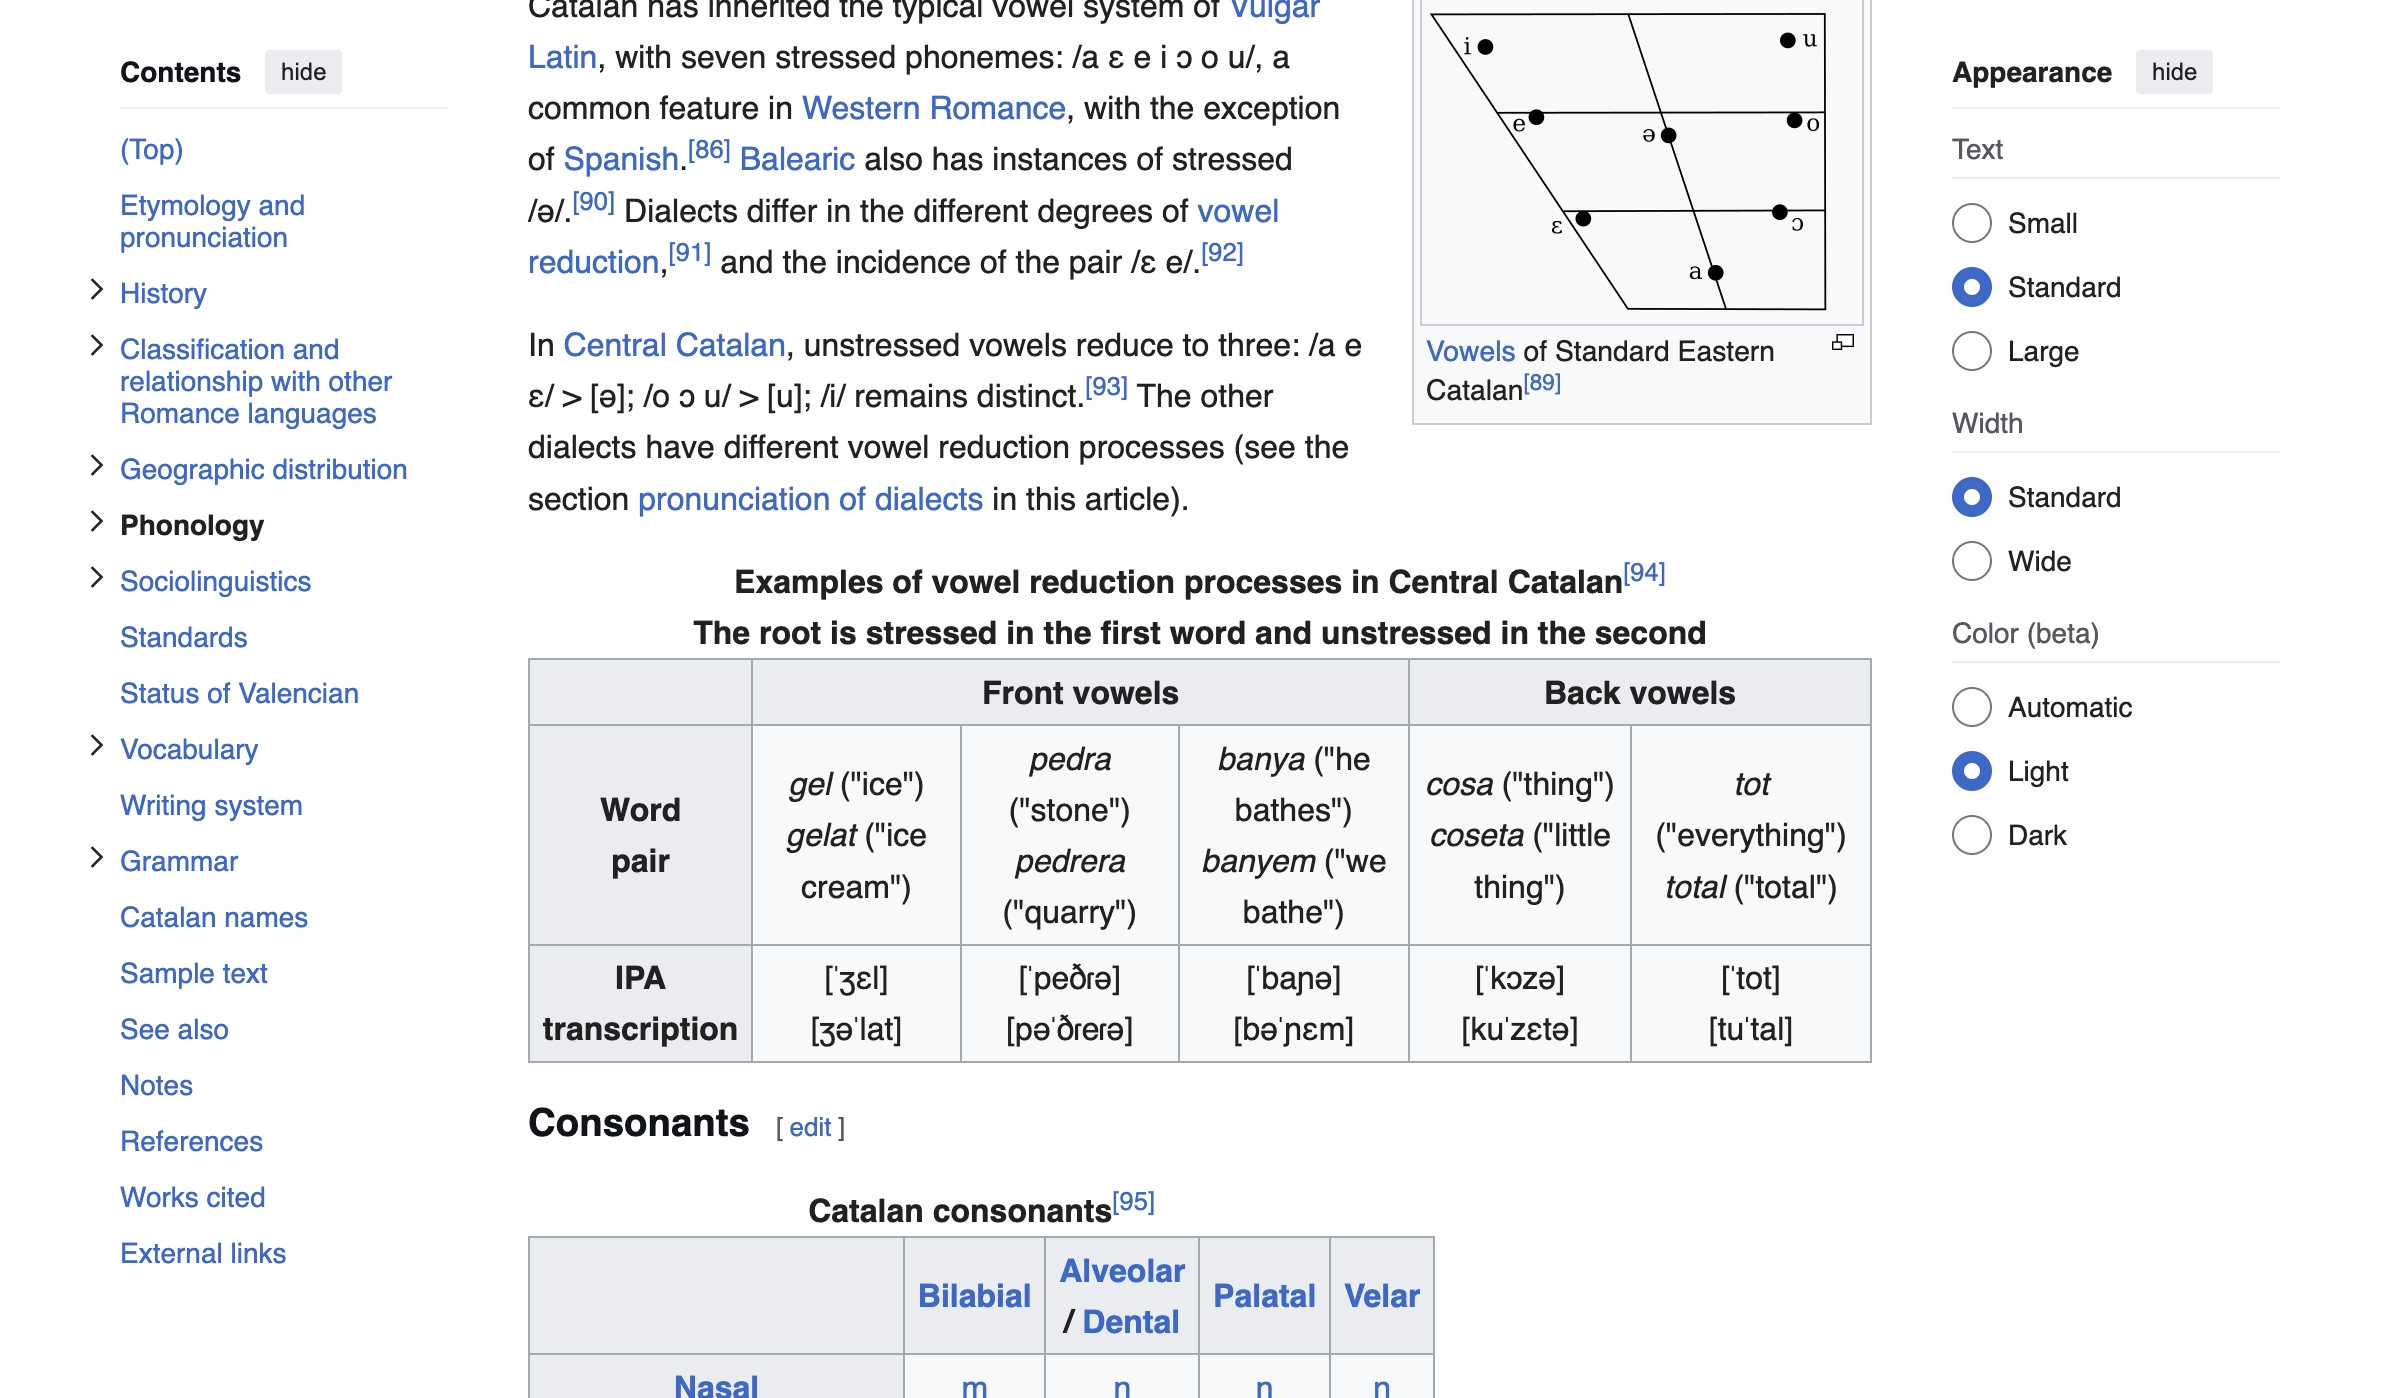 Contents hide
(Top)
Etymology and
pronunciation
History
Classification and
relationship with other
Romance languages
Geographic distribution
Phonology
Sociolinguistics
Standards
Status of Valencian
Vocabulary
Writing system
Grammar
Catalan names
Sample text
See also
Notes
References
Works cited
External links
Catalan has inherited the typical vowel system of Vulgar
Latin, with seven stressed phonemes: /a ɛ e i ɔ o u/, a
common feature in Western Romance, with the exception
of Spanish.[86] Balearic also has instances of stressed
/ə/.[90] Dialects differ in the different degrees of vowel
reduction,[91] and the incidence of the pair /ɛ e/.[92]
In Central Catalan, unstressed vowels reduce to three: /a e
ɛ/ > [ə]; /o ɔ u/ > [u]; /i/ remains distinct.[93] The other
dialects have different vowel reduction processes (see the
section pronunciation of dialects in this article).
i u
e ə o
ɛ ɔ
a
Vowels of Standard Eastern
Catalan[89]
Examples of vowel reduction processes in Central Catalan[94]
The root is stressed in the first word and unstressed in the second
Front vowels Back vowels
Word
pair
gel ("ice")
gelat ("ice
cream")
pedra
("stone")
pedrera
("quarry")
banya ("he
bathes")
banyem ("we
bathe")
cosa ("thing")
coseta ("little
thing")
tot
("everything")
total ("total")
IPA
transcription
[ˈʒɛl]
[ʒəˈlat]
[ˈpeðɾə]
[pəˈðɾeɾə]
[ˈbaɲə]
[bəˈɲɛm]
[ˈkɔzə]
[kuˈzɛtə]
[ˈtot]
[tuˈtal]
Consonants [ edit ]
Catalan consonants[95]
Bilabial
Alveolar
/ Dental
Palatal
Velar
Nasal m n
Appearance hide
Text
Small
Standard
Large
Width
Standard
Wide
Color (beta)
Automatic
Light
Dark